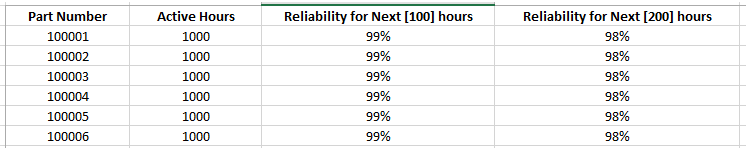 Part Number Active Hours Reliability for Next [100] hours Reliability for Next [200] hours
100001 1000 99% 98%
100002 1000 99% 98%
100003 1000 99% 98%
100004 1000 99% 98%
100005 1000 99% 98%
100006 1000 99% 98%